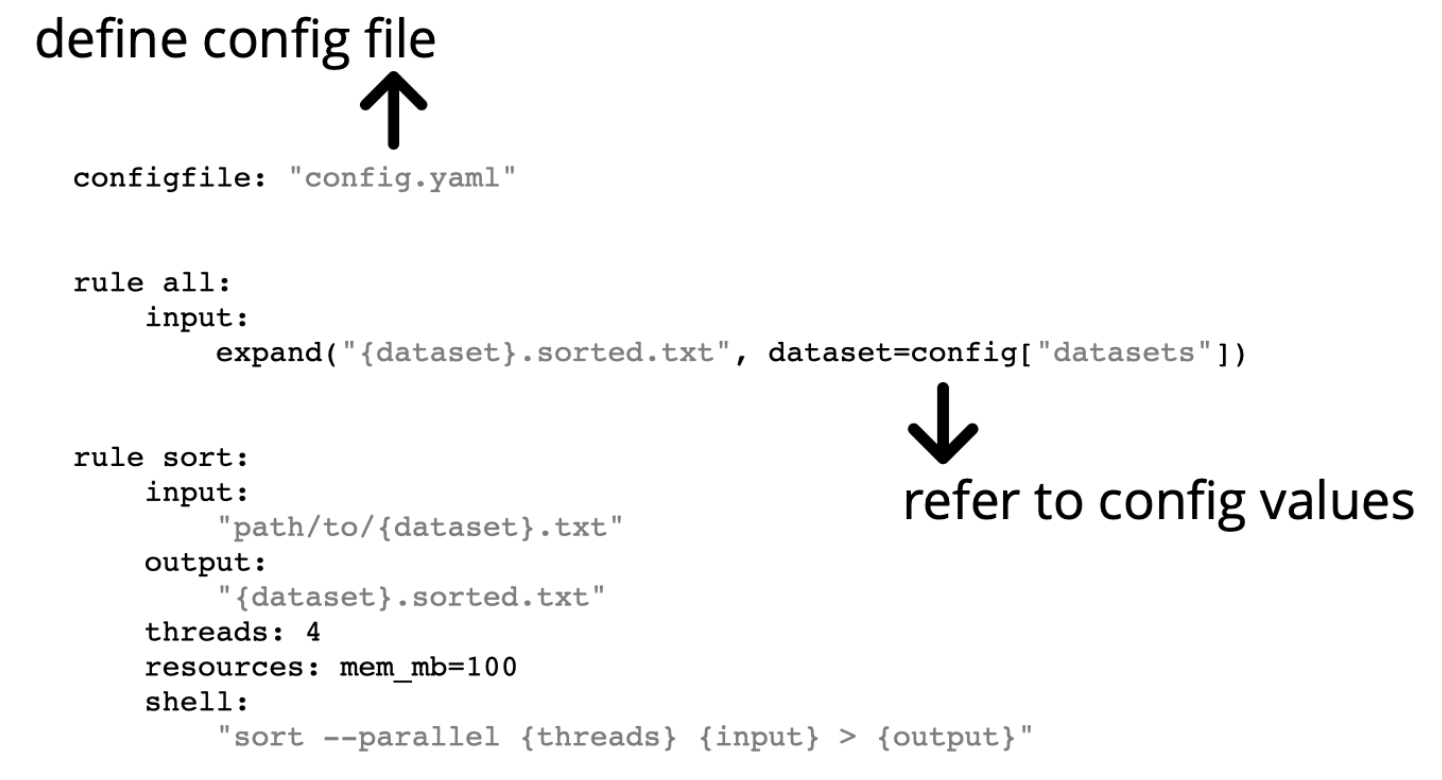 define config file
configfile: "config.yaml"
rule all:
    input:
        expand("{dataset}.sorted.txt", dataset=config["datasets"])
rule sort:
    input:
        "path/to/{dataset}.txt"
    output:
        "{dataset}.sorted.txt"
    threads: 4
    resources: mem_mb=100
    shell:
        "sort --parallel {threads} {input} > {output}"
refer to config values